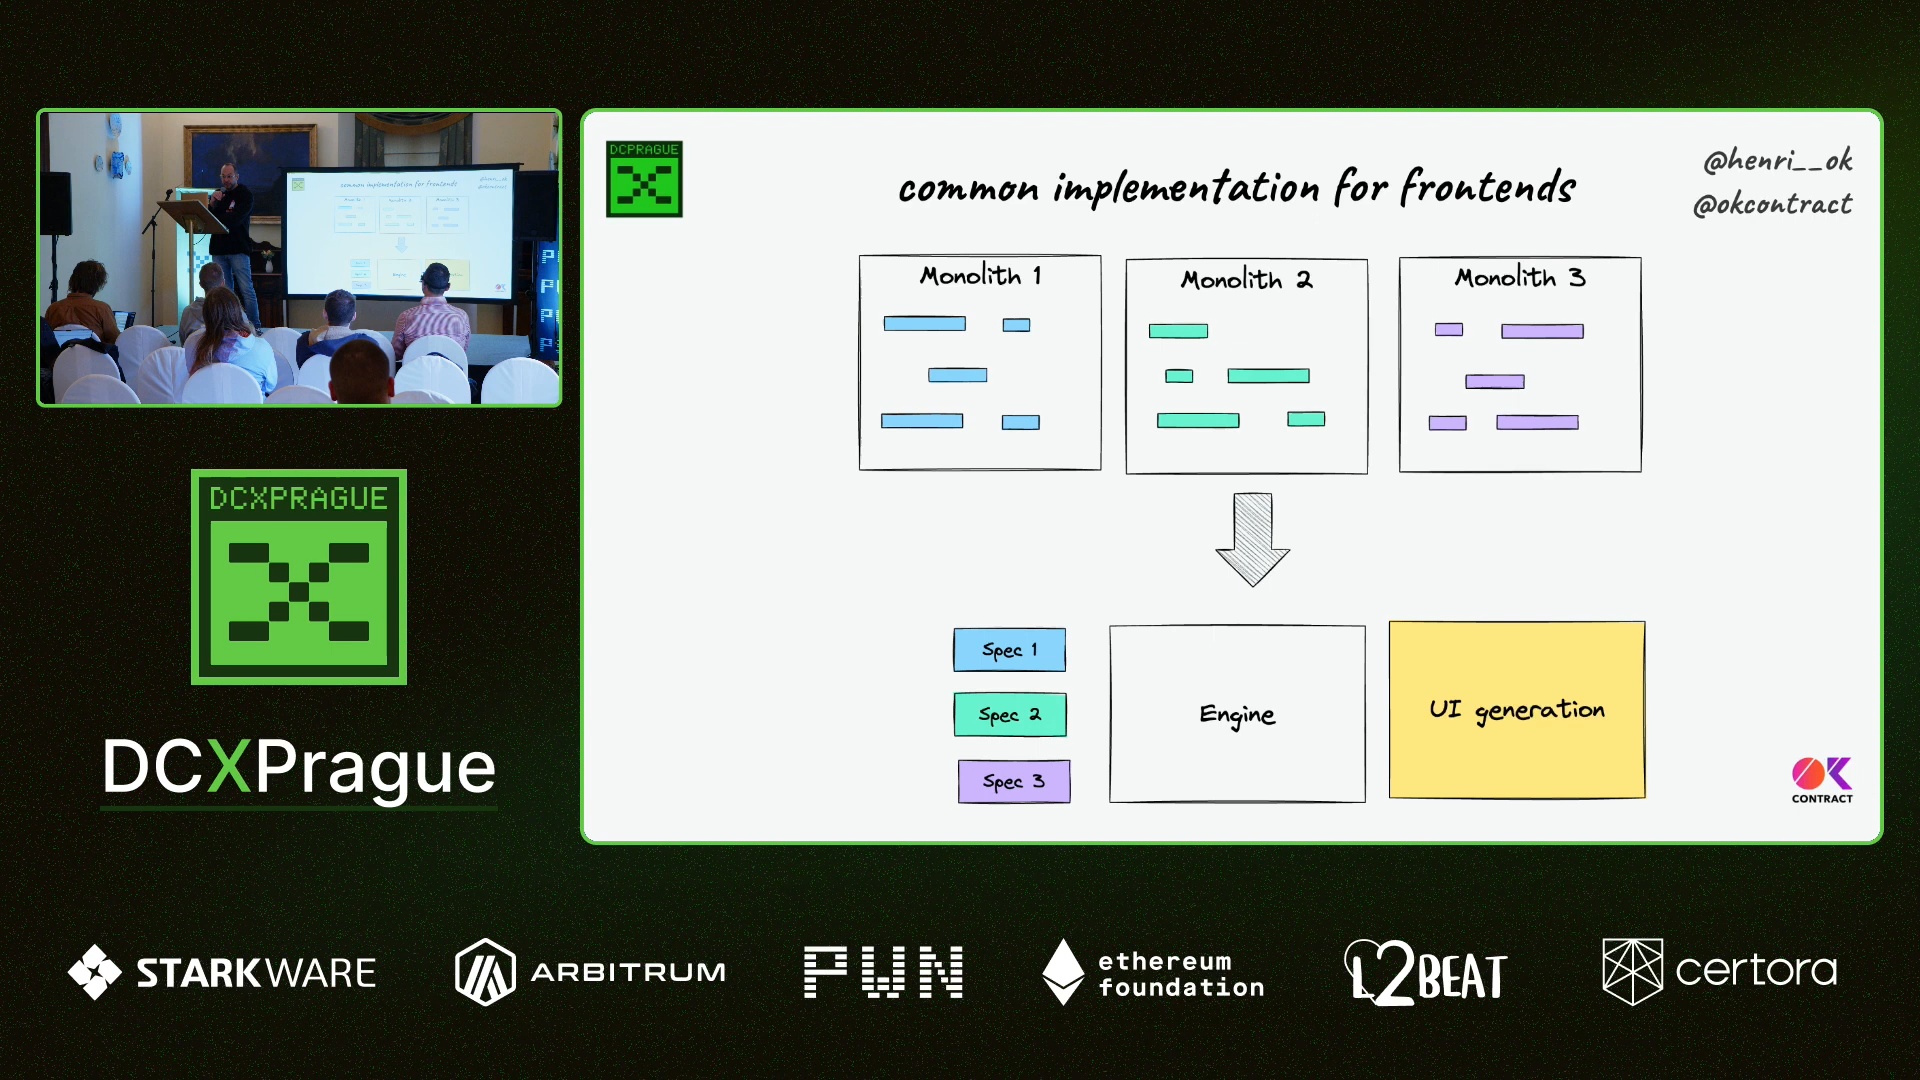 DCPRAGUE
common implementation for frontends
@henri__ok
@okcontract
Monolith 1
Monolith 2
Monolith 3
Spec 1
Spec 2
Spec 3
Engine
UI generation
OK
CONTRACT
DCXPRAGUE
DCXPrague
STARKWARE
ARBITRUM
PWN
ethereum
foundation
L2BEAT
certora